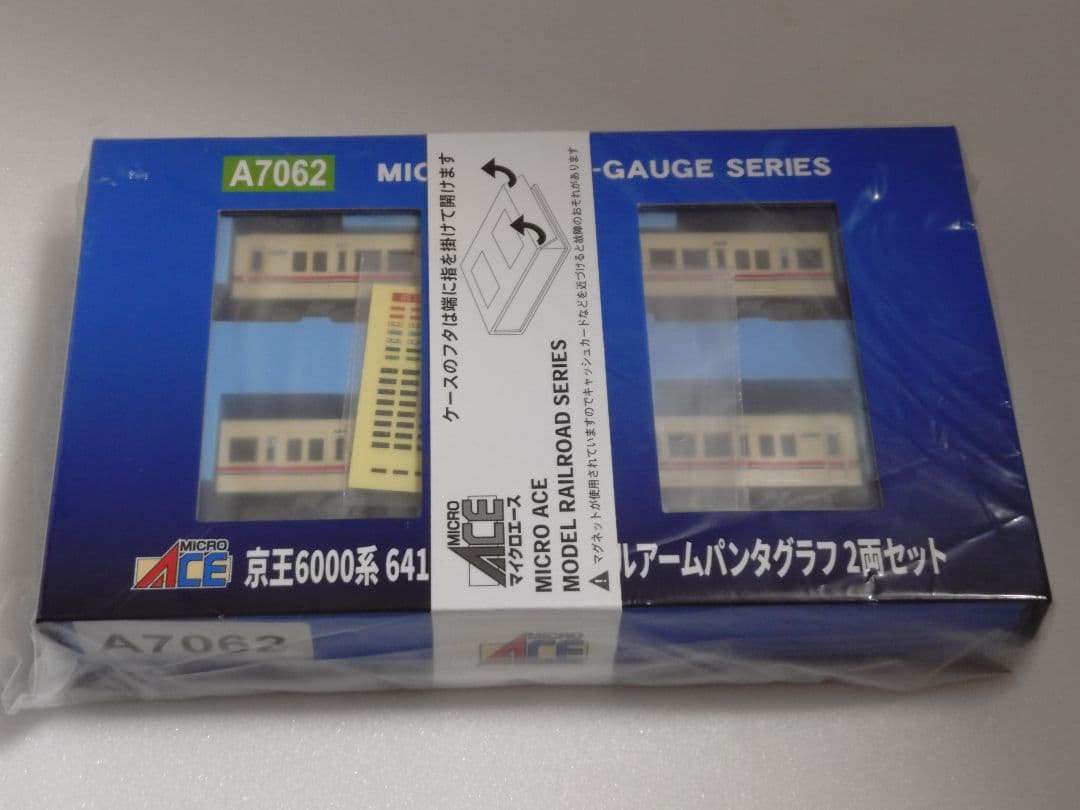 A7062
MIC
-GAUGE SERIES
ケースのフタは端に指を掛けて開けます
MICRO
ACE
マイクロエース
MICRO ACE
MODEL RAILROAD SERIES
⚠マグネットが使用されていますのでキャッシュカードなどを近づけると故障のおそれがあります
MICRO
ACE
京王6000系 641
ルアームパンタグラフ 2両セット
A7062
MICRO
ACE